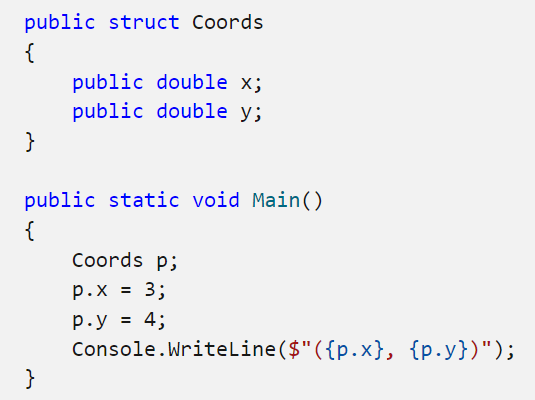 public struct Coords
{
    public double x;
    public double y;
}

public static void Main()
{
    Coords p;
    p.x = 3;
    p.y = 4;
    Console.WriteLine($"({p.x}, {p.y})");
}